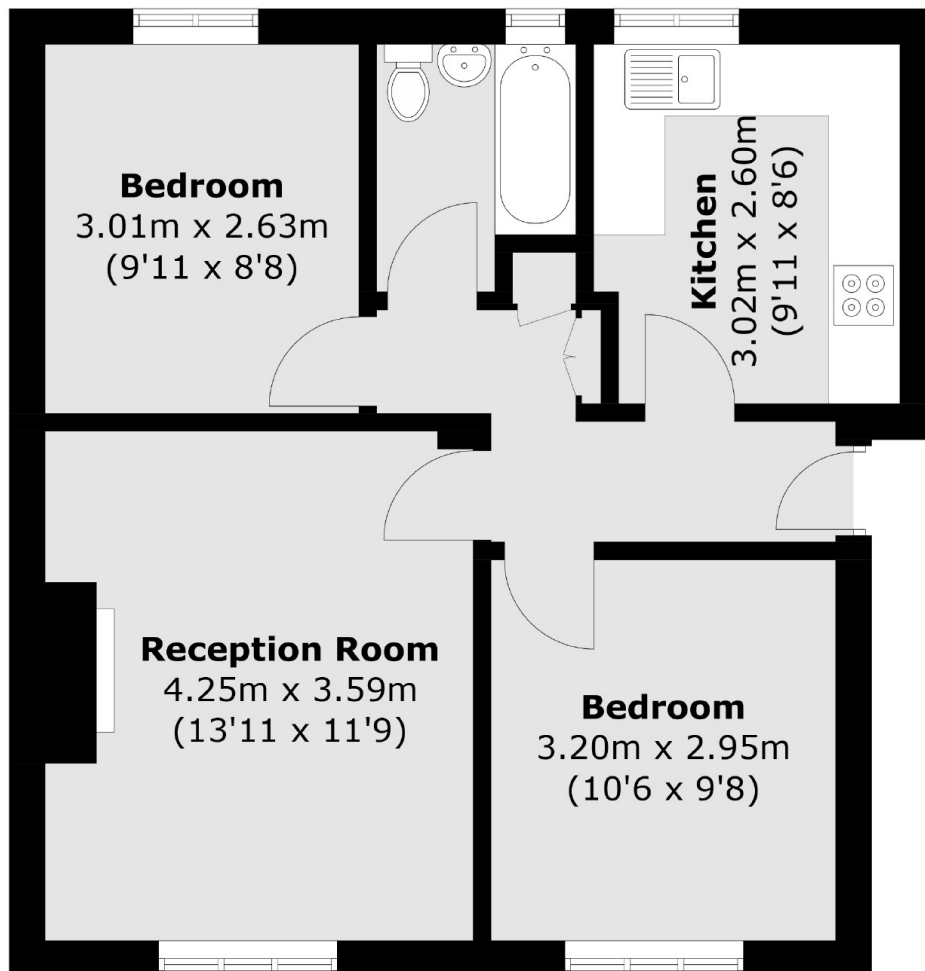 Bedroom
3.01m x 2.63m
(9'11 x 8'8)
Kitchen
3.02m x 2.60m
(9'11 x 8'6)
Reception Room
4.25m x 3.59m
(13'11 x 11'9)
Bedroom
3.20m x 2.95m
(10'6 x 9'8)